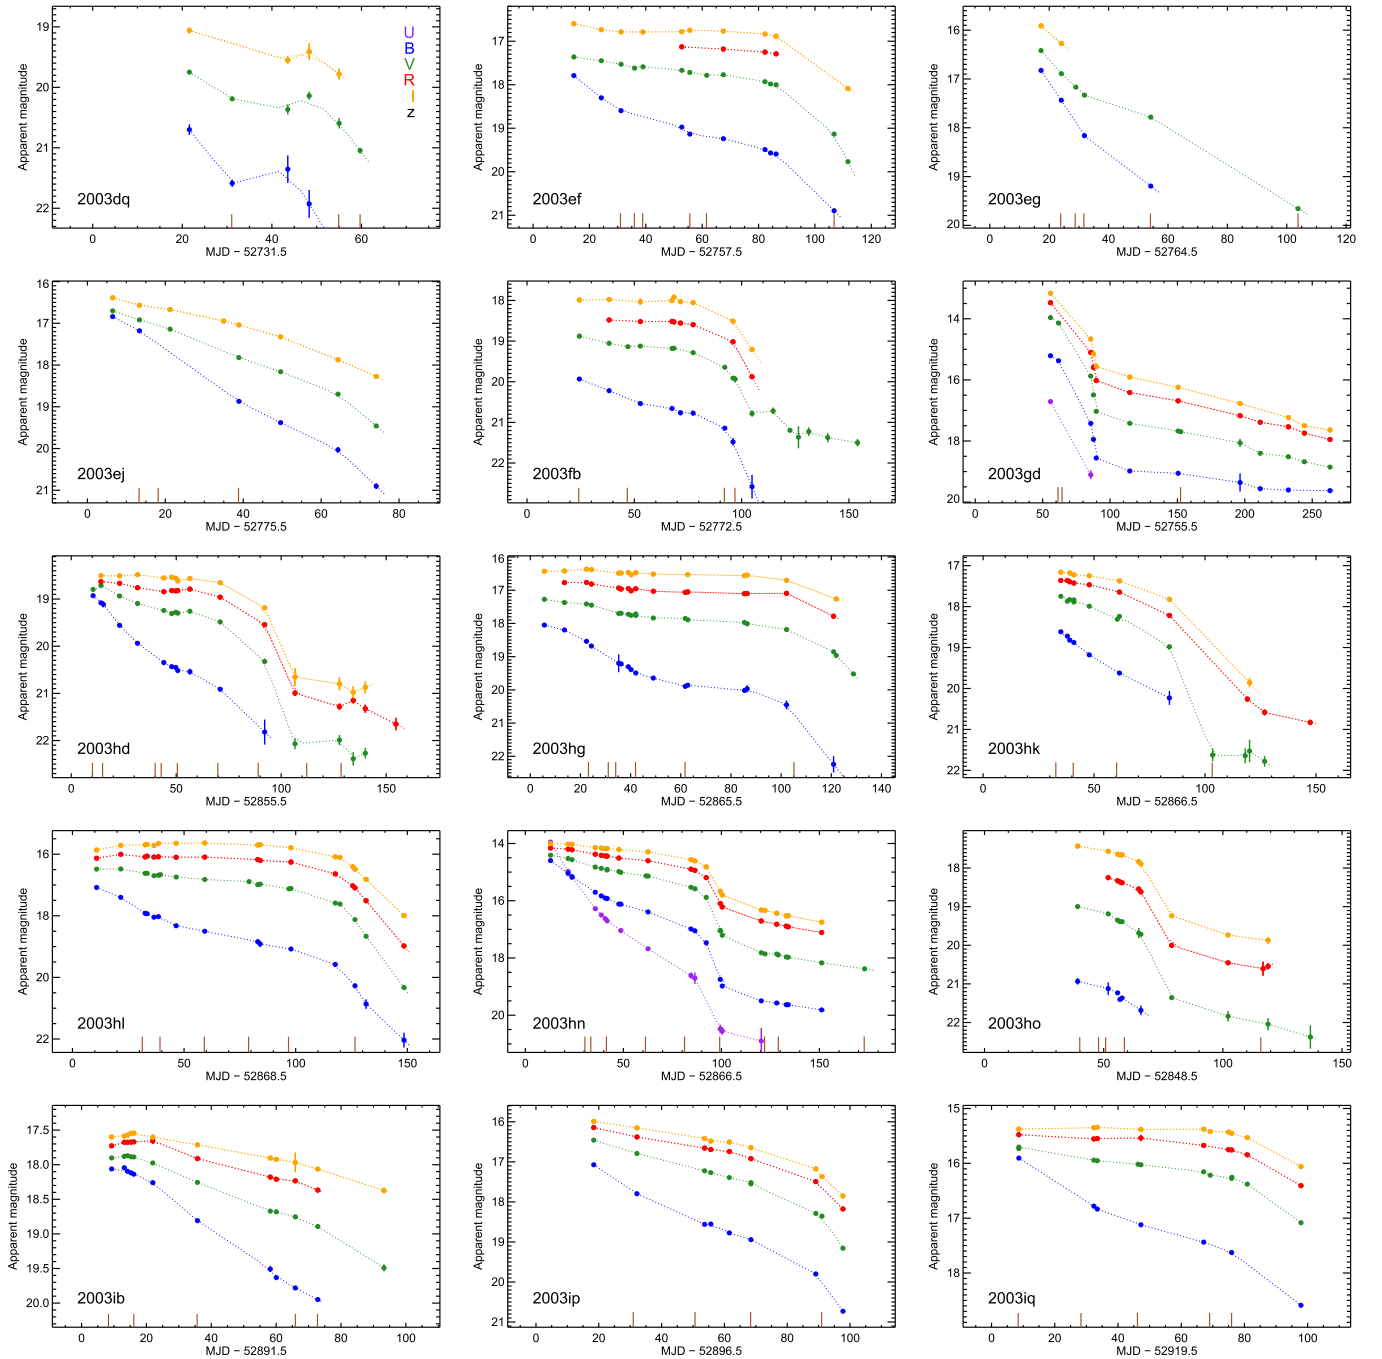 Apparent magnitude
19
20
21
22
U
B
V
R
I
z
2003dq
0 20 40 60
MJD − 52731.5
Apparent magnitude
17
18
19
20
21
2003ef
0 20 40 60 80 100 120
MJD − 52757.5
Apparent magnitude
16
17
18
19
20
2003eg
0 20 40 60 80 100 120
MJD − 52764.5
Apparent magnitude
16
17
18
19
20
21
2003ej
0 20 40 60 80
MJD − 52775.5
Apparent magnitude
18
19
20
21
22
2003fb
0 50 100 150
MJD − 52772.5
Apparent magnitude
14
16
18
20
2003gd
0 50 100 150 200 250
MJD − 52755.5
Apparent magnitude
19
20
21
22
2003hd
0 50 100 150
MJD − 52855.5
Apparent magnitude
16
17
18
19
20
21
22
2003hg
0 20 40 60 80 100 120 140
MJD − 52865.5
Apparent magnitude
17
18
19
20
21
22
2003hk
0 50 100 150
MJD − 52866.5
Apparent magnitude
16
18
20
22
2003hl
0 50 100 150
MJD − 52868.5
Apparent magnitude
14
16
18
20
2003hn
0 50 100 150
MJD − 52866.5
Apparent magnitude
18
19
20
21
22
2003ho
0 50 100 150
MJD − 52848.5
Apparent magnitude
17.5
18.0
18.5
19.0
19.5
20.0
2003ib
0 20 40 60 80 100
MJD − 52891.5
Apparent magnitude
16
17
18
19
20
21
2003ip
0 20 40 60 80 100
MJD − 52896.5
Apparent magnitude
15
16
17
18
2003iq
0 20 40 60 80 100
MJD − 52919.5